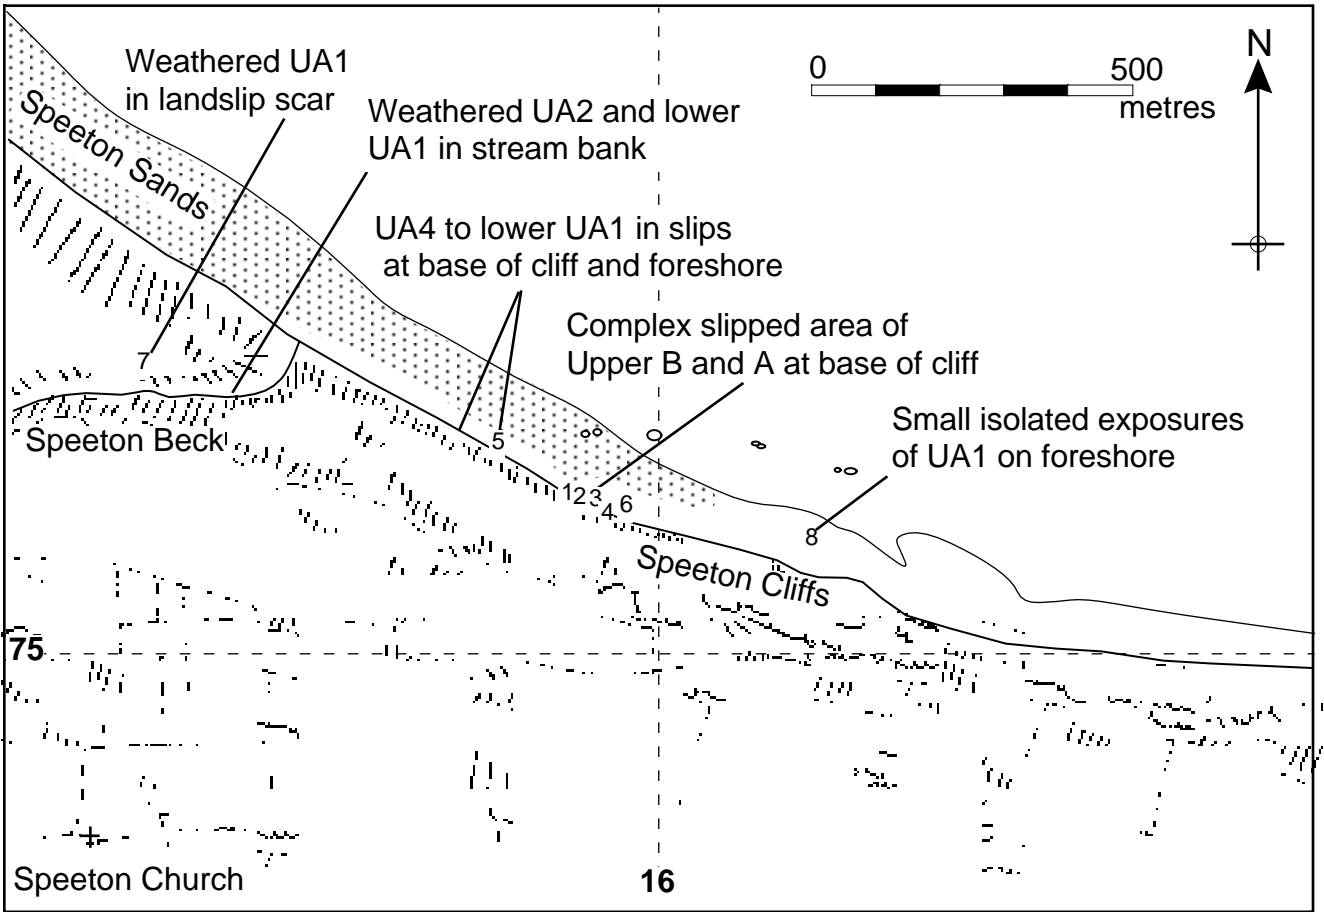 Weathered UA1
in landslip scar
Weathered UA2 and lower
UA1 in stream bank
0 500
metres
N
Speeton Sands
UA4 to lower UA1 in slips
at base of cliff and foreshore
Complex slipped area of
Upper B and A at base of cliff
7
Small isolated exposures
of UA1 on foreshore
Speeton Beck
5
1 2 3
4 6
8
Speeton Cliffs
75
Speeton Church
16